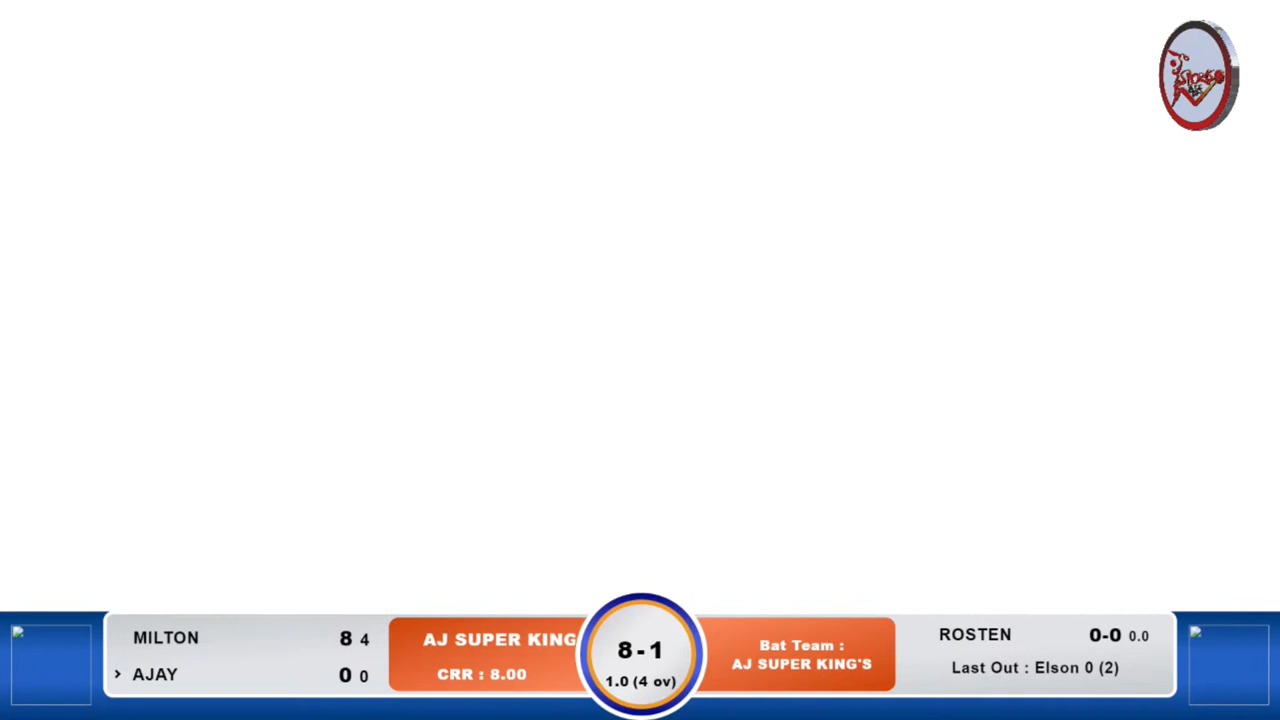 MILTON 8 4
› AJAY 0 0
AJ SUPER KING
CRR : 8.00
8-1
1.0 (4 ov)
Bat Team :
AJ SUPER KING'S
ROSTEN 0-0 0.0
Last Out : Elson 0 (2)